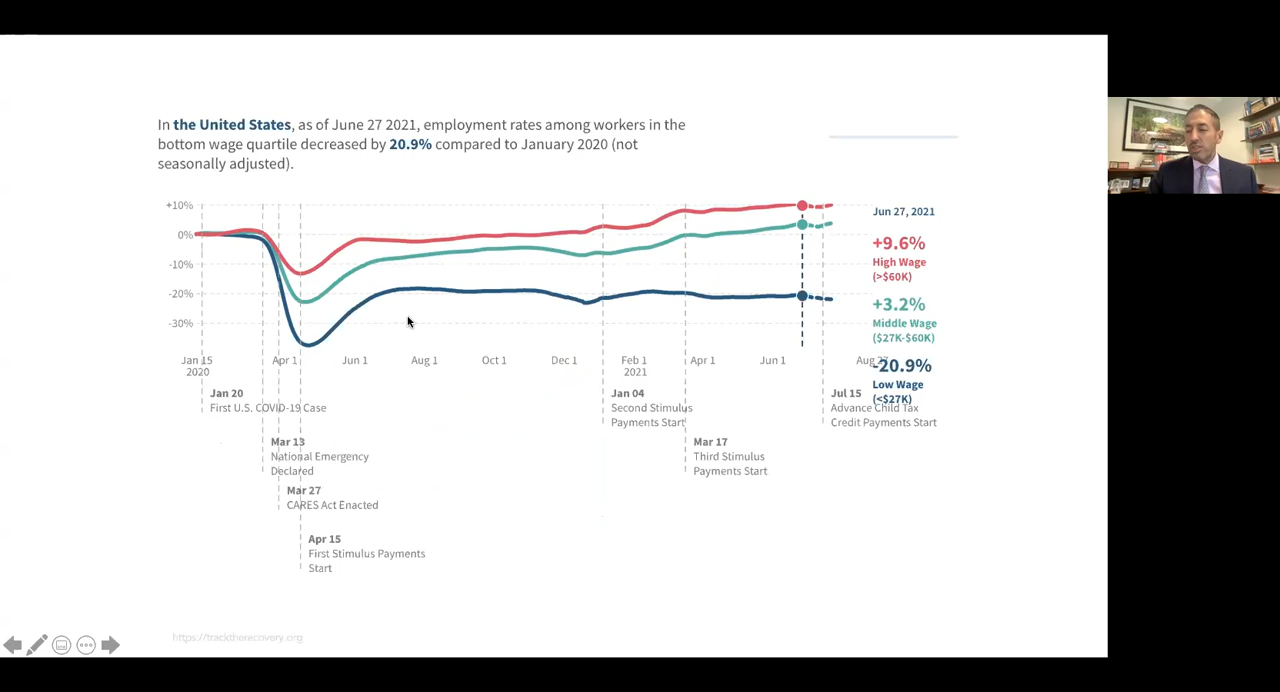 In the United States, as of June 27 2021, employment rates among workers in the
bottom wage quartile decreased by 20.9% compared to January 2020 (not
seasonally adjusted).
+10%
0%
-10%
-20%
-30%
Jan 15
2020
Apr 1
Jun 1
Aug 1
Oct 1
Dec 1
Feb 1
2021
Apr 1
Jun 1
Aug 27
Jun 27, 2021
+9.6%
High Wage
(>$60K)
+3.2%
Middle Wage
($27K-$60K)
-20.9%
Low Wage
(<$27K)
Jan 20
First U.S. COVID-19 Case
Mar 13
National Emergency
Declared
Mar 27
CARES Act Enacted
Apr 15
First Stimulus Payments
Start
Jan 04
Second Stimulus
Payments Start
Mar 17
Third Stimulus
Payments Start
Jul 15
Advance Child Tax
Credit Payments Start
https://tracktherecovery.org